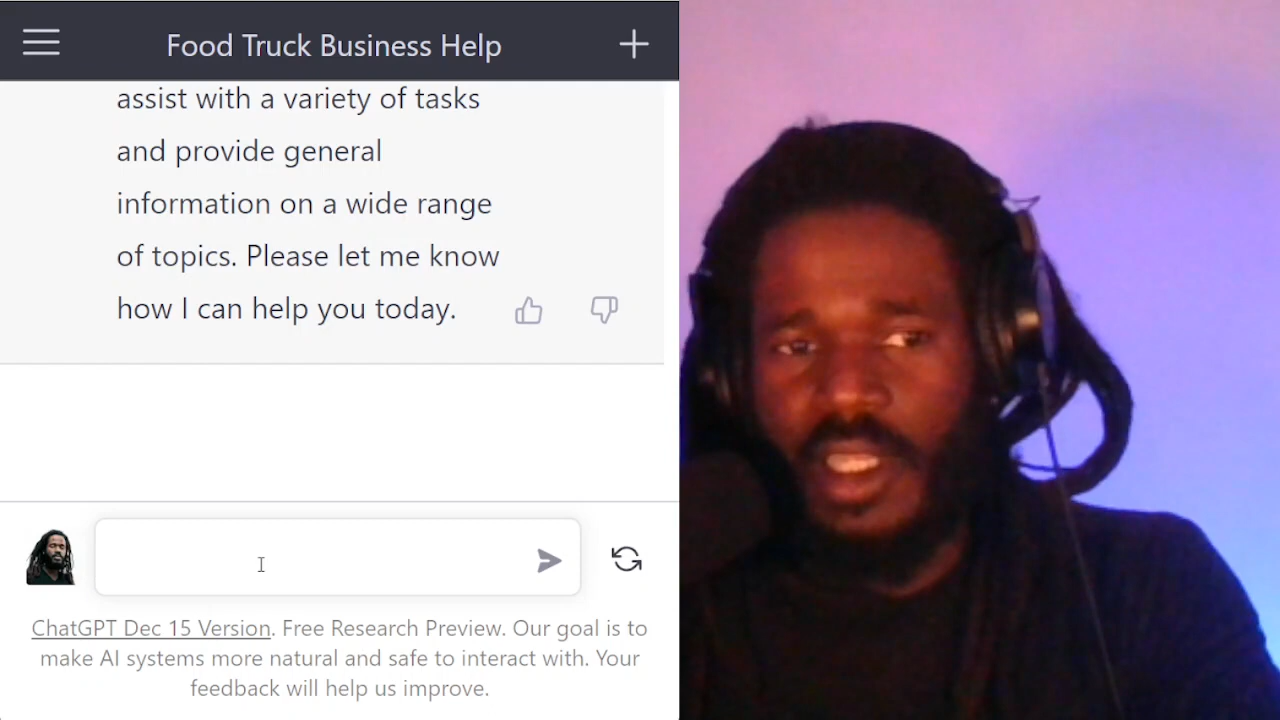 Food Truck Business Help
assist with a variety of tasks
and provide general
information on a wide range
of topics. Please let me know
how I can help you today.
ChatGPT Dec 15 Version. Free Research Preview. Our goal is to
make AI systems more natural and safe to interact with. Your
feedback will help us improve.